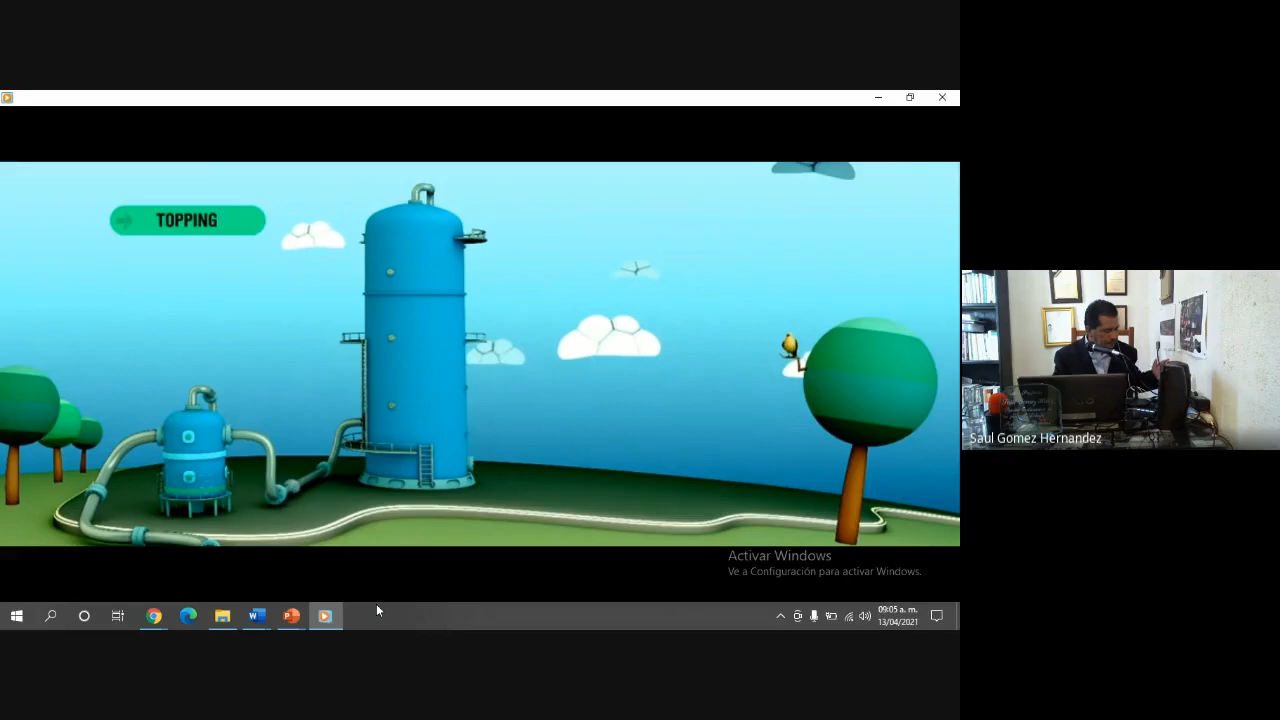 TOPPING
Activar Windows
Ve a Configuración para activar Windows.
09:05 a. m.
13/04/2021
Saul Gomez Hernandez